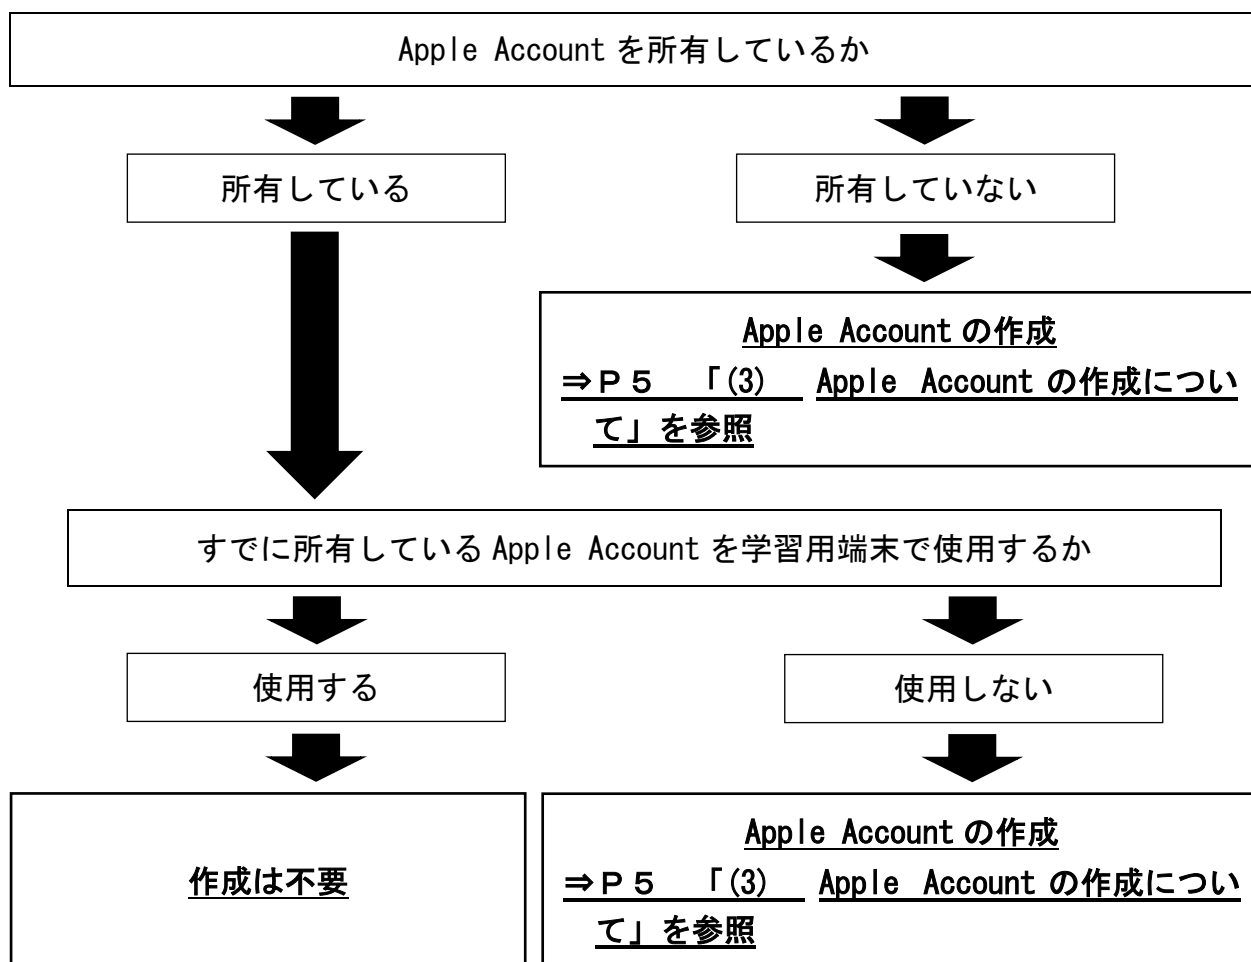 Apple Account を所有しているか
所有している
所有していない
Apple Account の作成
⇒P５ 「(3) Apple Account の作成につい
て」を参照
すでに所有している Apple Account を学習用端末で使用するか
使用する
使用しない
作成は不要
Apple Account の作成
⇒P５ 「(3) Apple Account の作成につい
て」を参照